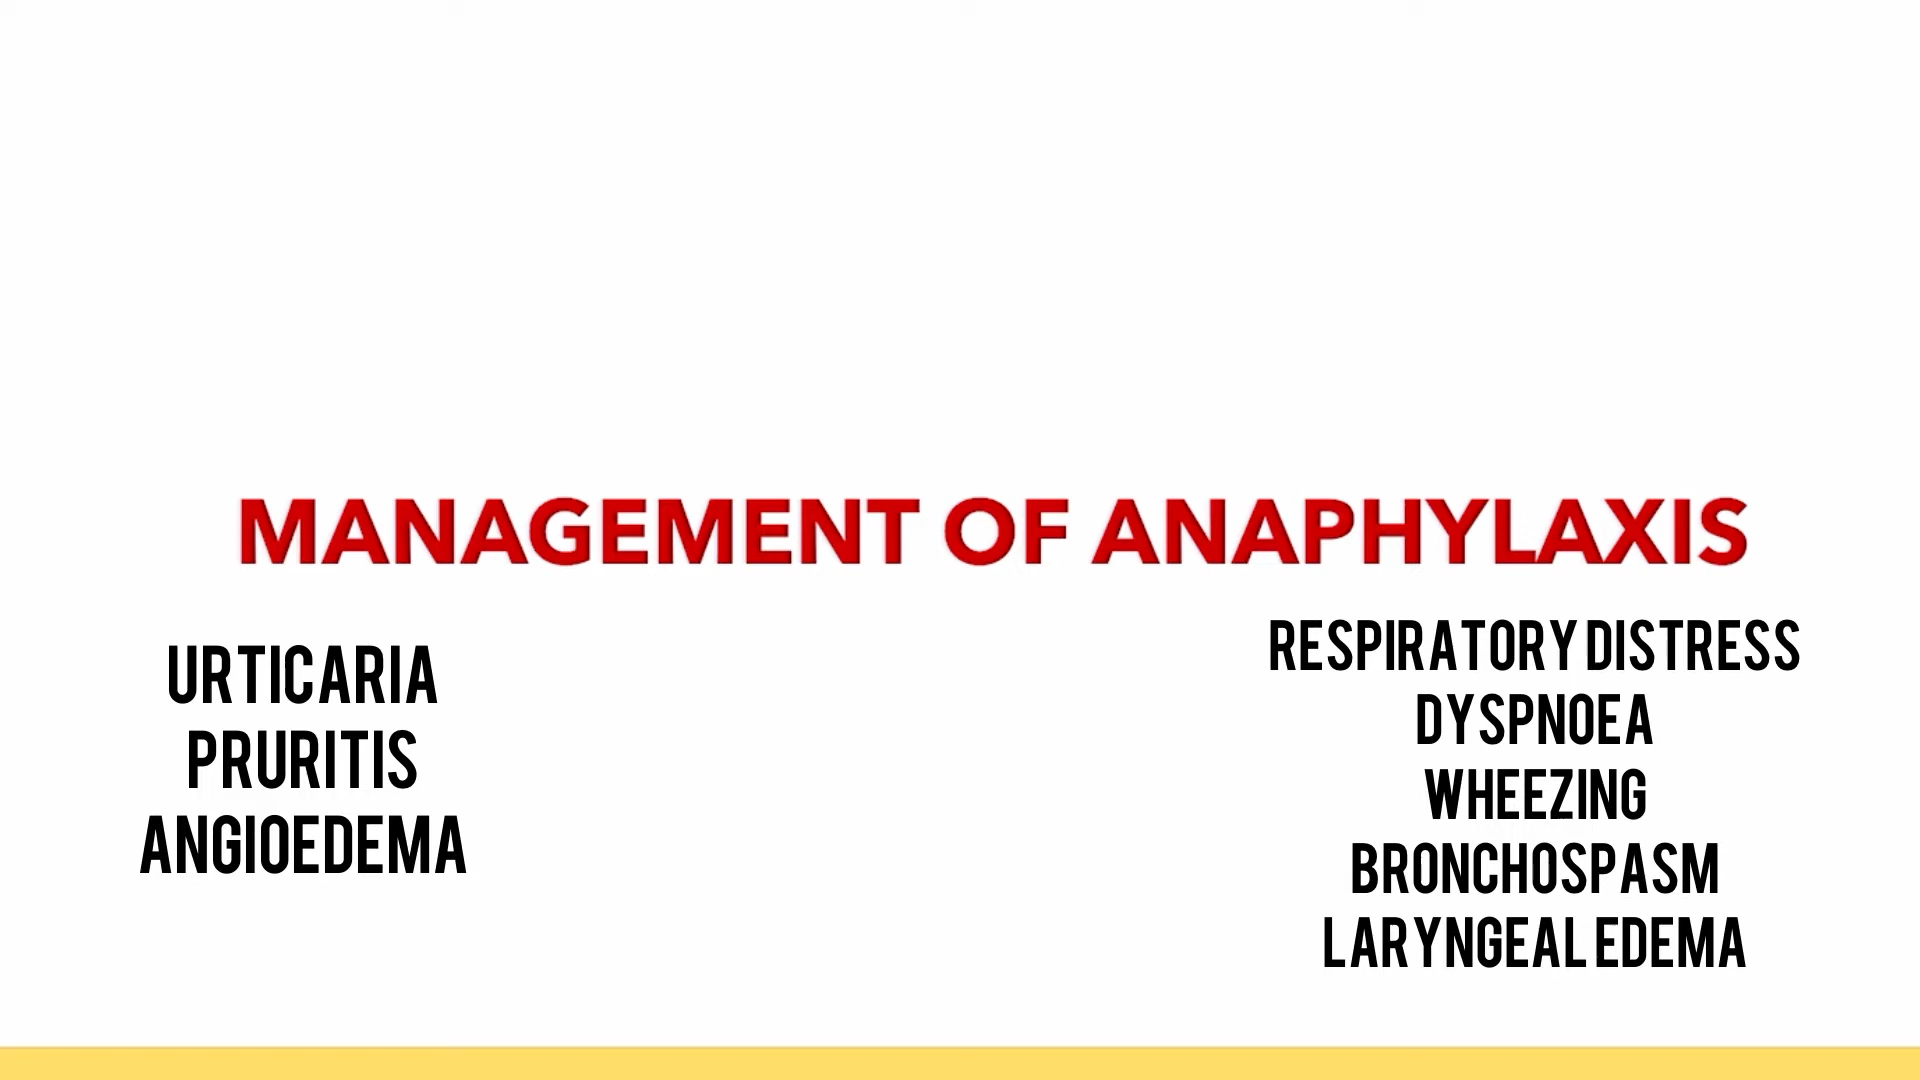 MANAGEMENT OF ANAPHYLAXIS
URTICARIA
PRURITIS
ANGIOEDEMA
RESPIRATORY DISTRESS
DYSPNOEA
WHEEZING
BRONCHOSPASM
LARYNGEAL EDEMA